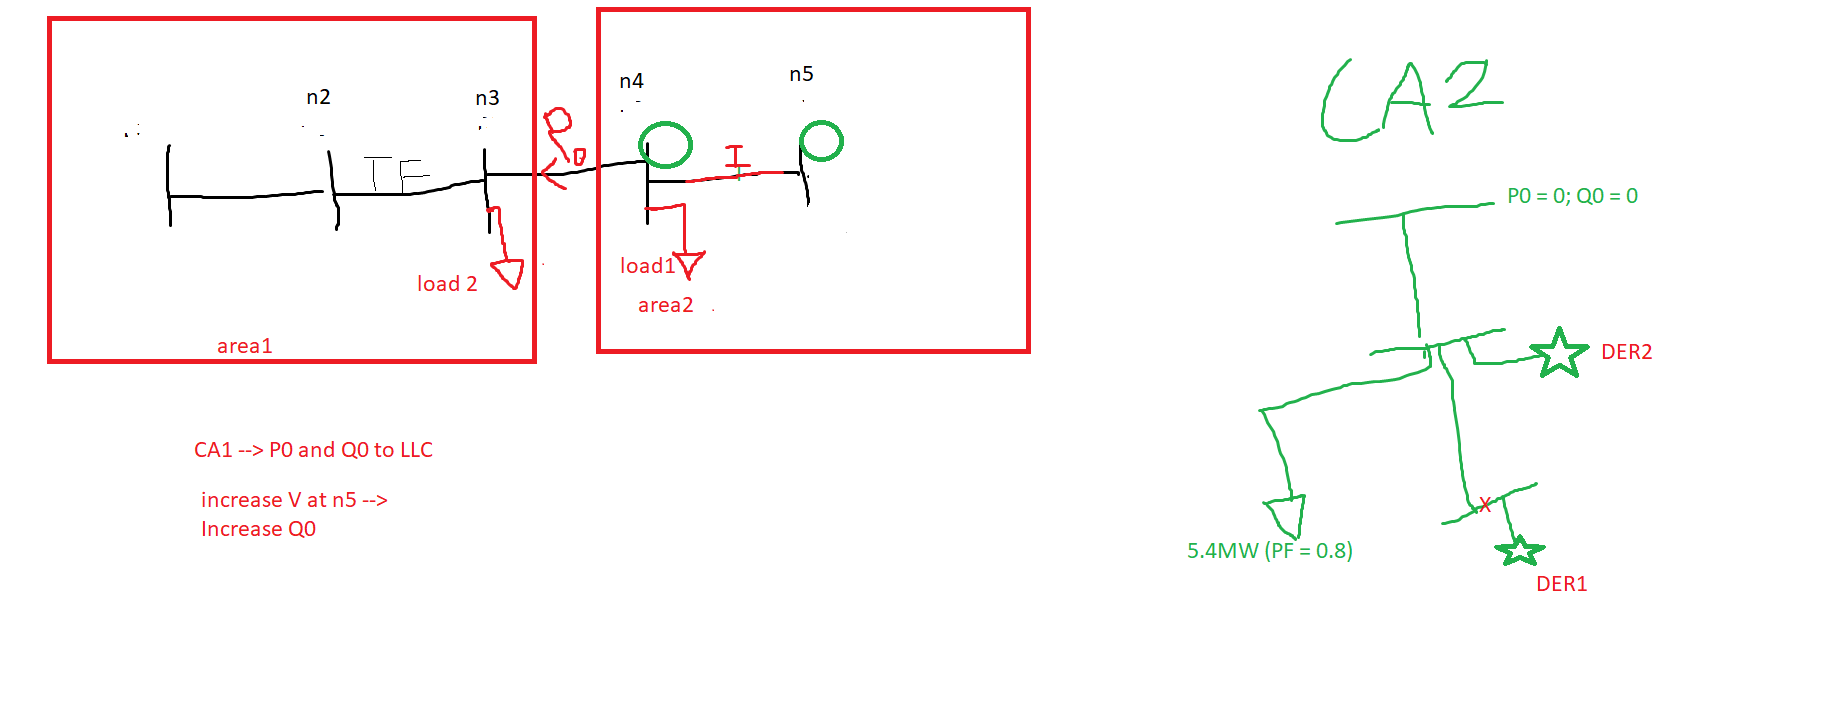 n2
n3
n4
n5
TF
P0
I
load 2
load1
area2
area1
CA1 --> P0 and Q0 to LLC
increase V at n5 -->
Increase Q0
CA2
P0 = 0; Q0 = 0
DER2
X
5.4MW (PF = 0.8)
DER1